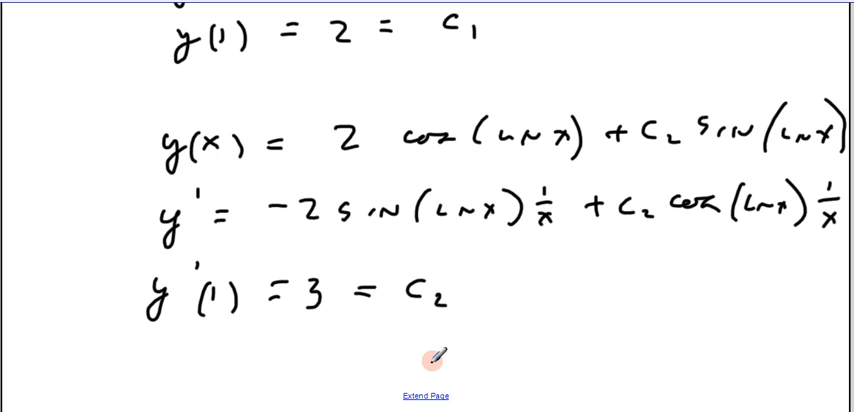 y(1) = 2 = c₁
y(x) = 2 cos(ln x) + c₂ sin(ln x)
y' = -2 sin(ln x) 1/x + c₂ cos(ln x) 1/x
y'(1) = 3 = c₂
Extend Page